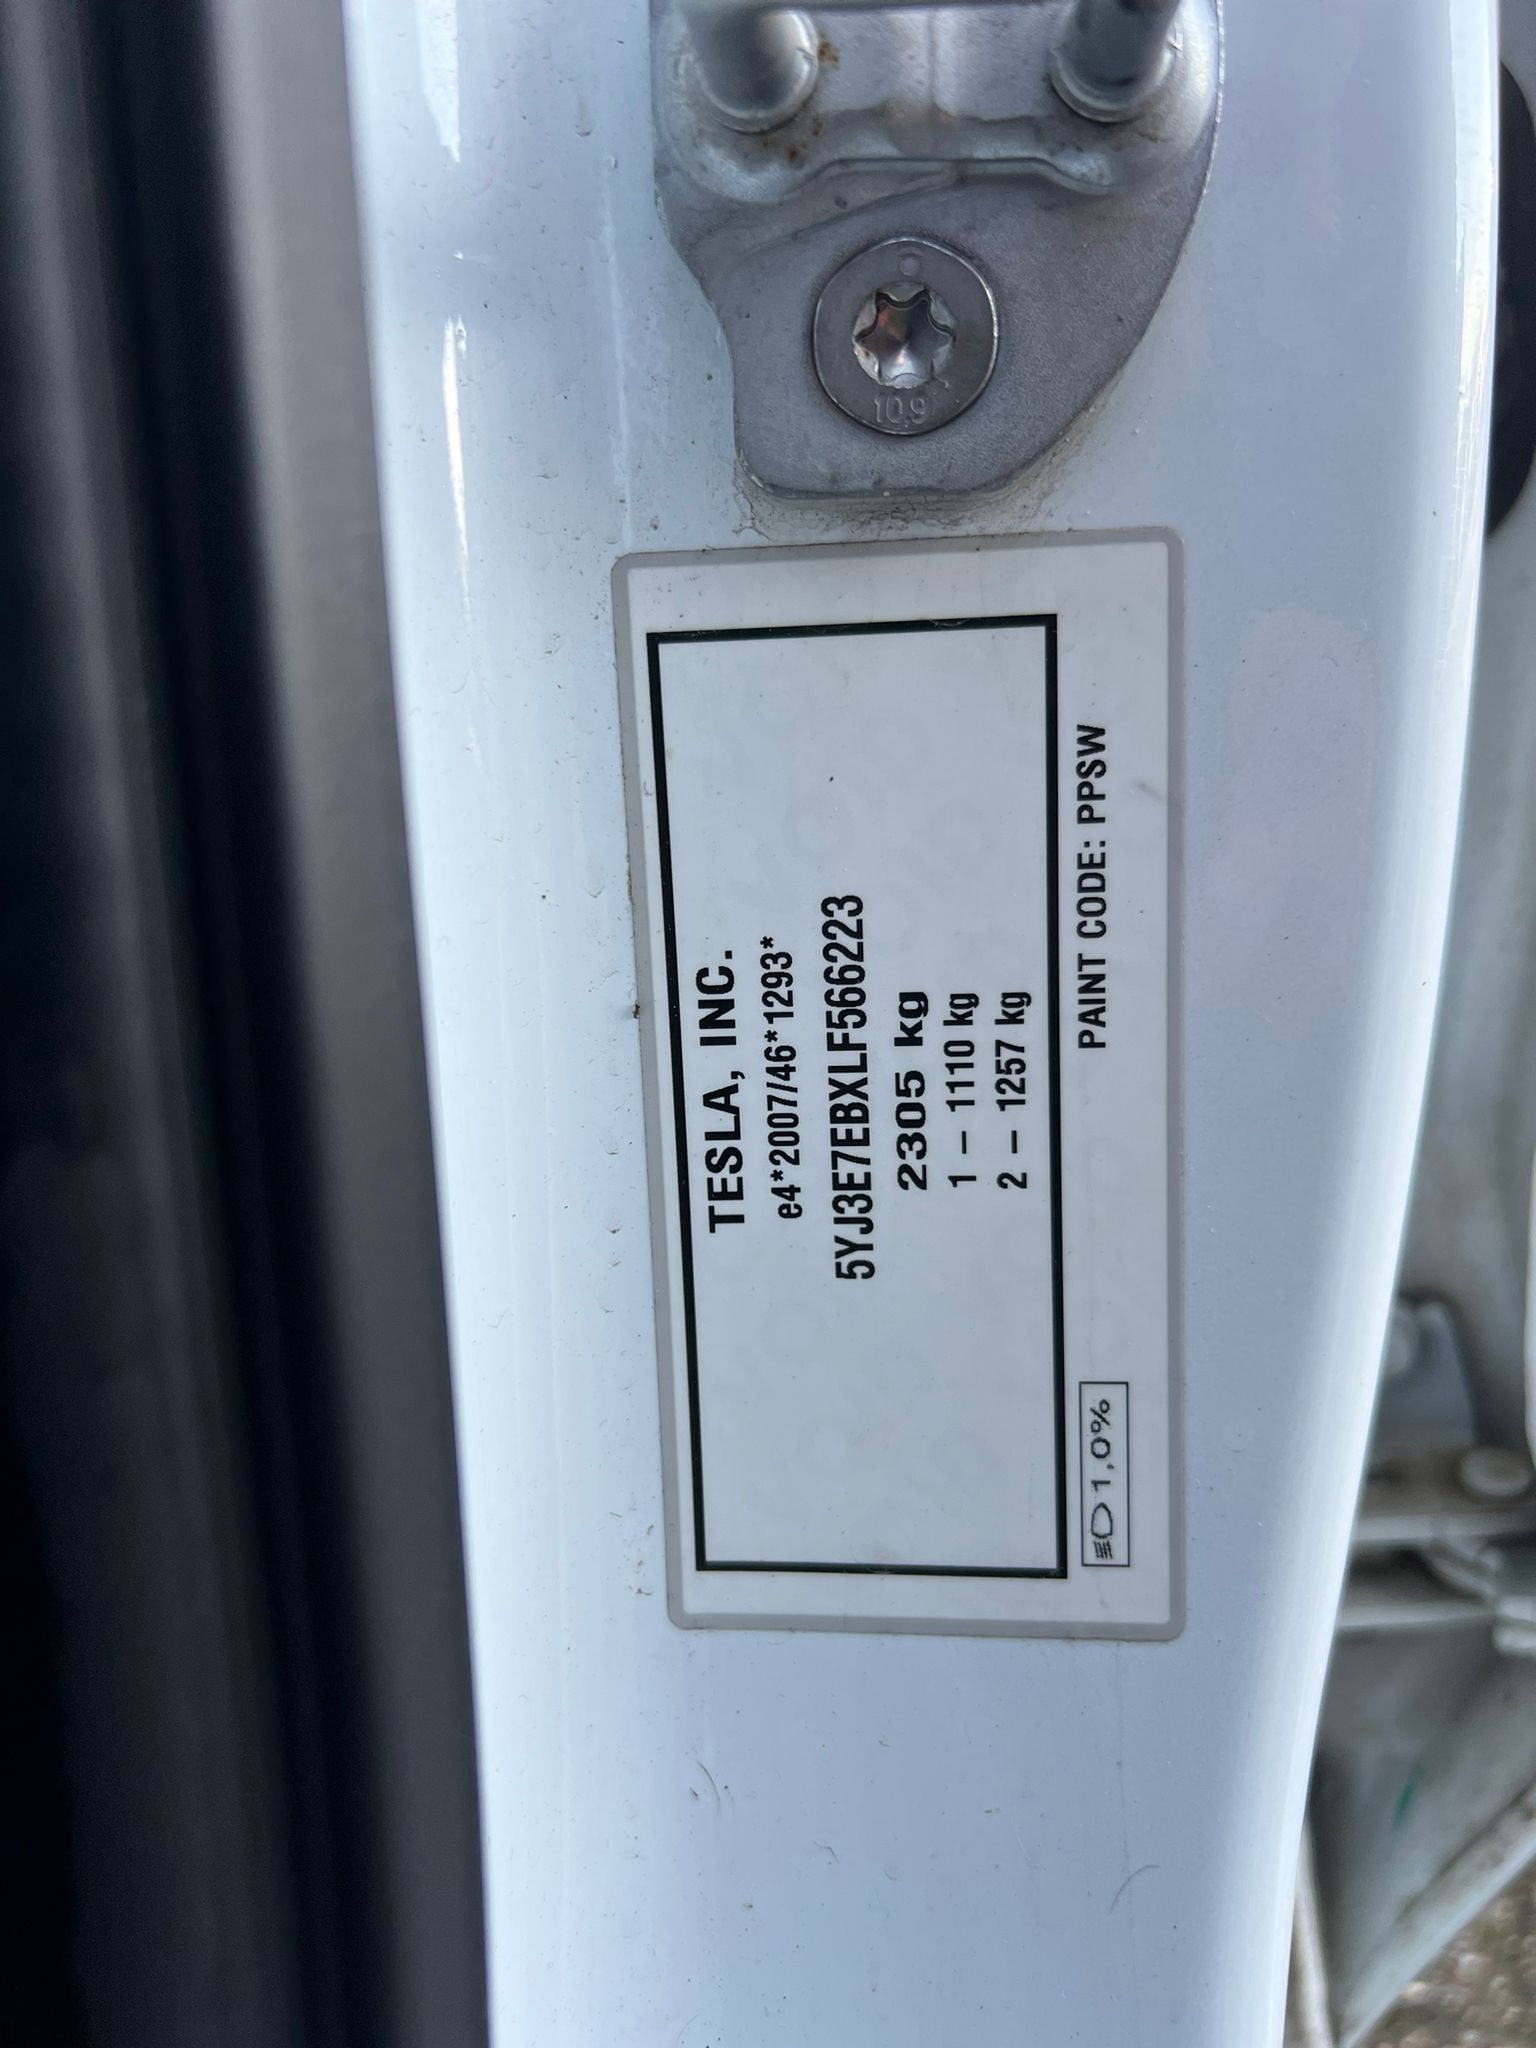 TESLA, INC.
e4*2007/46*1293*
5YJ3E7EBXLF566223
2305 kg
1 – 1110 kg
2 – 1257 kg
1,0%
PAINT CODE: PPSW
10.9